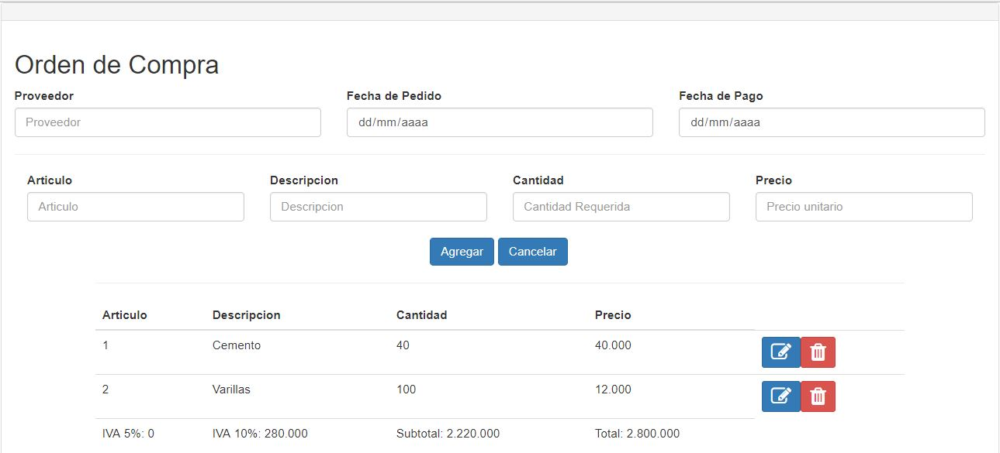 Orden de Compra
Proveedor Fecha de Pedido Fecha de Pago
Proveedor dd/mm/aaaa dd/mm/aaaa
Articulo Descripcion Cantidad Precio
Articulo Descripcion Cantidad Requerida Precio unitario
Agregar Cancelar
Articulo Descripcion Cantidad Precio
1 Cemento 40 40.000
2 Varillas 100 12.000
IVA 5%: 0 IVA 10%: 280.000 Subtotal: 2.220.000 Total: 2.800.000